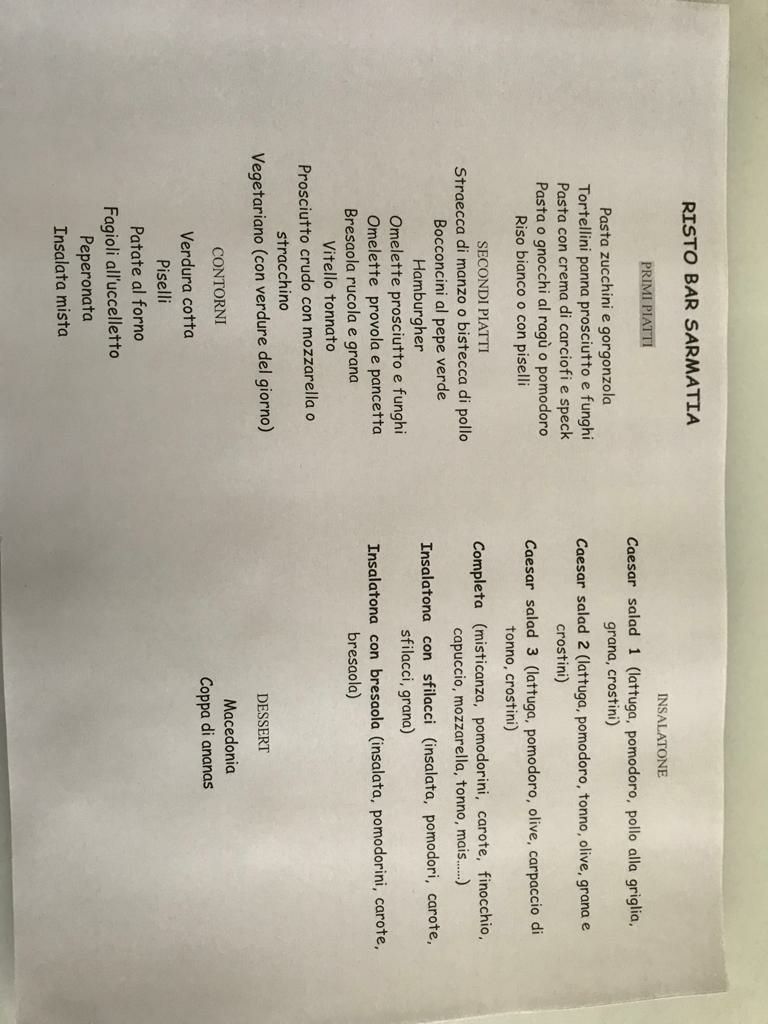 RISTO BAR SARMATIA
PRIMI PIATTI
Pasta zucchini e gorgonzola
Tortellini panna prosciutto e funghi
Pasta con crema di carciofi e speck
Pasta o gnocchi al ragù o pomodoro
Riso bianco o con piselli
SECONDI PIATTI
Straecca di manzo o bistecca di pollo
Bocconcini al pepe verde
Hamburgher
Omelette prosciutto e funghi
Omelette provola e pancetta
Bresaola rucola e grana
Vitello tonnato
Prosciutto crudo con mozzarella o
stracchino
Vegetariano (con verdure del giorno)
CONTORNI
Verdura cotta
Piselli
Patate al forno
Fagioli all'uccelletto
Peperonata
Insalata mista
INSALATONE
Caesar salad 1 (lattuga, pomodoro, pollo alla griglia,
grana, crostini)
Caesar salad 2 (lattuga, pomodoro, tonno, olive, grana e
crostini)
Caesar salad 3 (lattuga, pomodoro, olive, carpaccio di
tonno, crostini)
Completa (misticanza, pomodorini, carote, finocchio,
capuccio, mozzarella, tonno, mais......)
Insalatona con sfilacci (insalata, pomodori, carote,
sfilacci, grana)
Insalatona con bresaola (insalata, pomodorini, carote,
bresaola)
DESSERT
Macedonia
Coppa di ananas